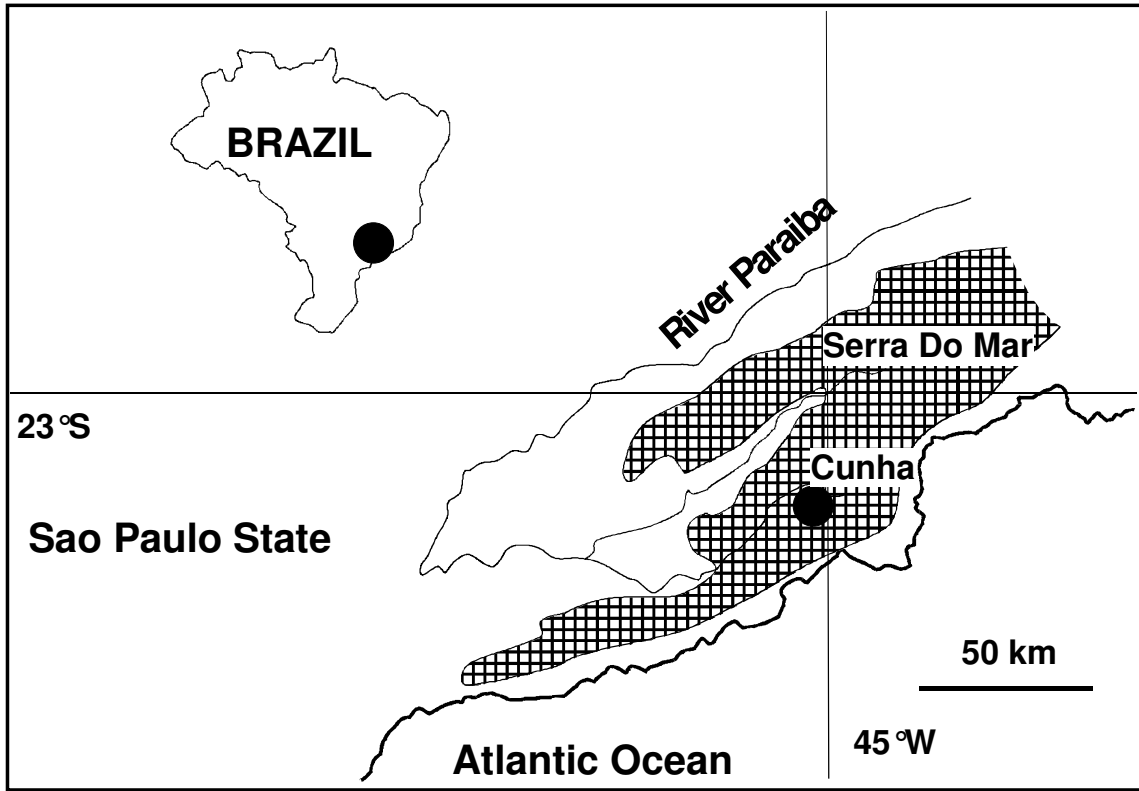 BRAZIL
River Paraiba
Serra Do Mar
23°S
Cunha
Sao Paulo State
50 km
45°W
Atlantic Ocean